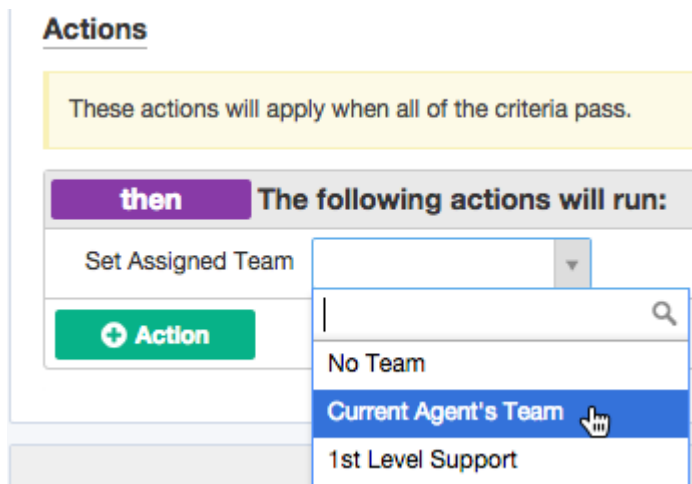 Actions
These actions will apply when all of the criteria pass.
then The following actions will run:
Set Assigned Team
Action
No Team
Current Agent's Team
1st Level Support